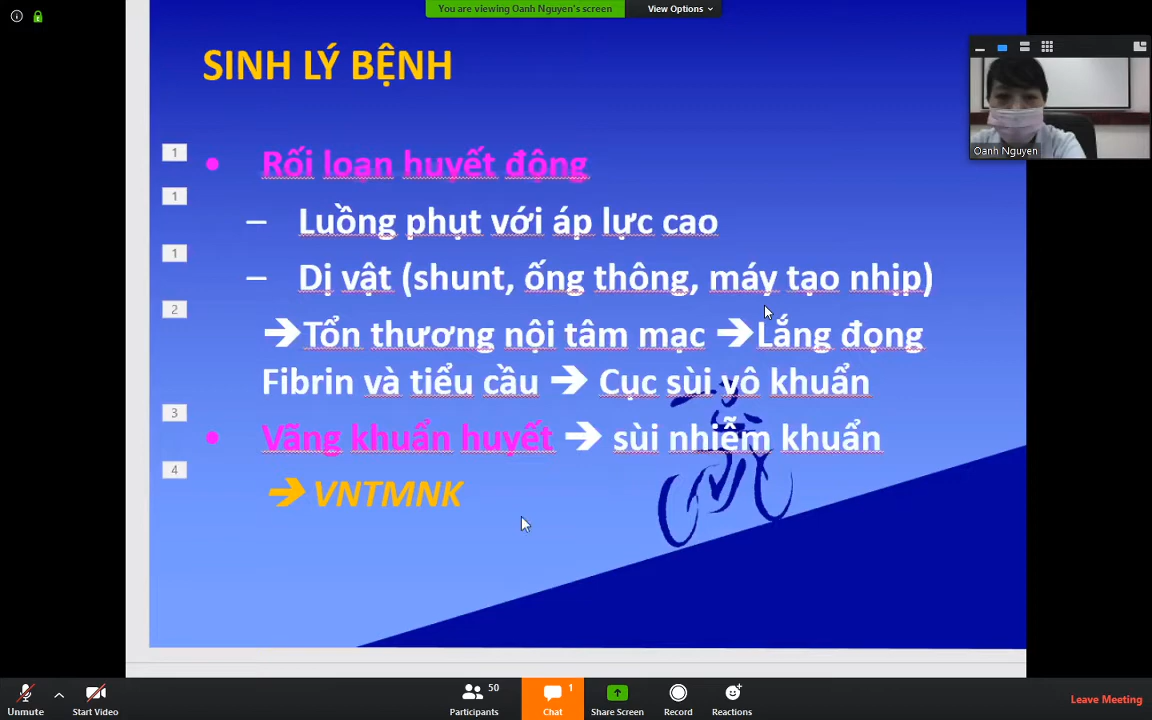 You are viewing Oanh Nguyen's screen
View Options
SINH LÝ BỆNH
Oanh Nguyen
1
• Rối loạn huyết động
1
– Luồng phụt với áp lực cao
1
– Dị vật (shunt, ống thông, máy tạo nhịp)
2
➔Tổn thương nội tâm mạc ➔Lắng đọng
Fibrin và tiểu cầu ➔ Cục sùi vô khuẩn
3
• Vãng khuẩn huyết ➔ sùi nhiễm khuẩn
4
➔ VNTMNK
50
1
Unmute
Start Video
Participants
Chat
Share Screen
Record
Reactions
Leave Meeting